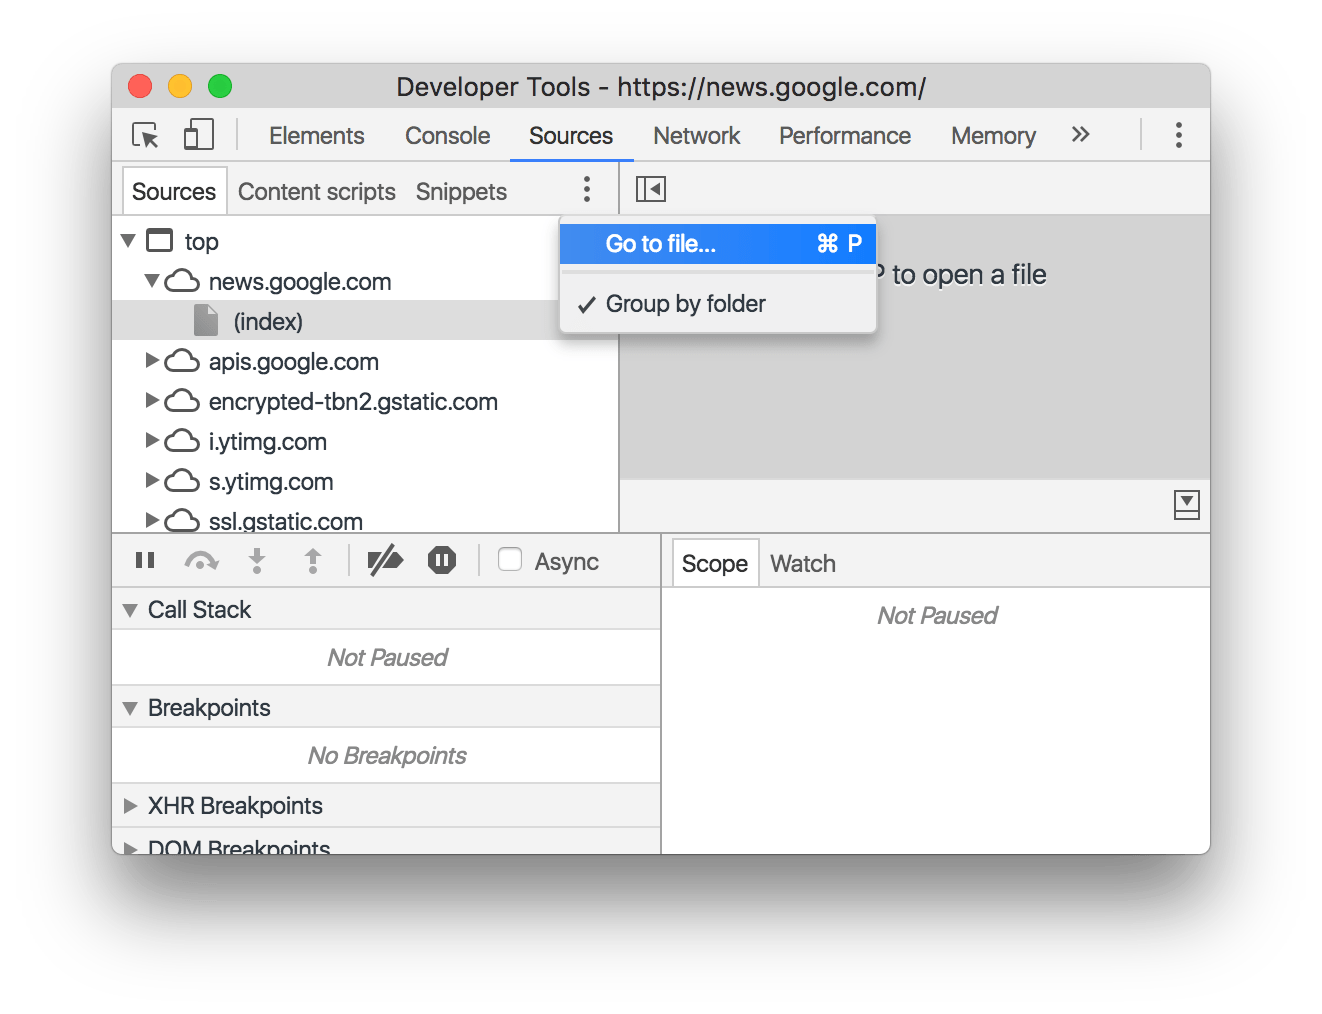 Developer Tools - https://news.google.com/
Elements Console Sources Network Performance Memory »
Sources Content scripts Snippets
top
Go to file... ⌘ P
to open a file
news.google.com
Group by folder
(index)
apis.google.com
encrypted-tbn2.gstatic.com
i.ytimg.com
s.ytimg.com
ssl.gstatic.com
Async
Scope Watch
Call Stack
Not Paused
Not Paused
Breakpoints
No Breakpoints
XHR Breakpoints
DOM Breakpoints